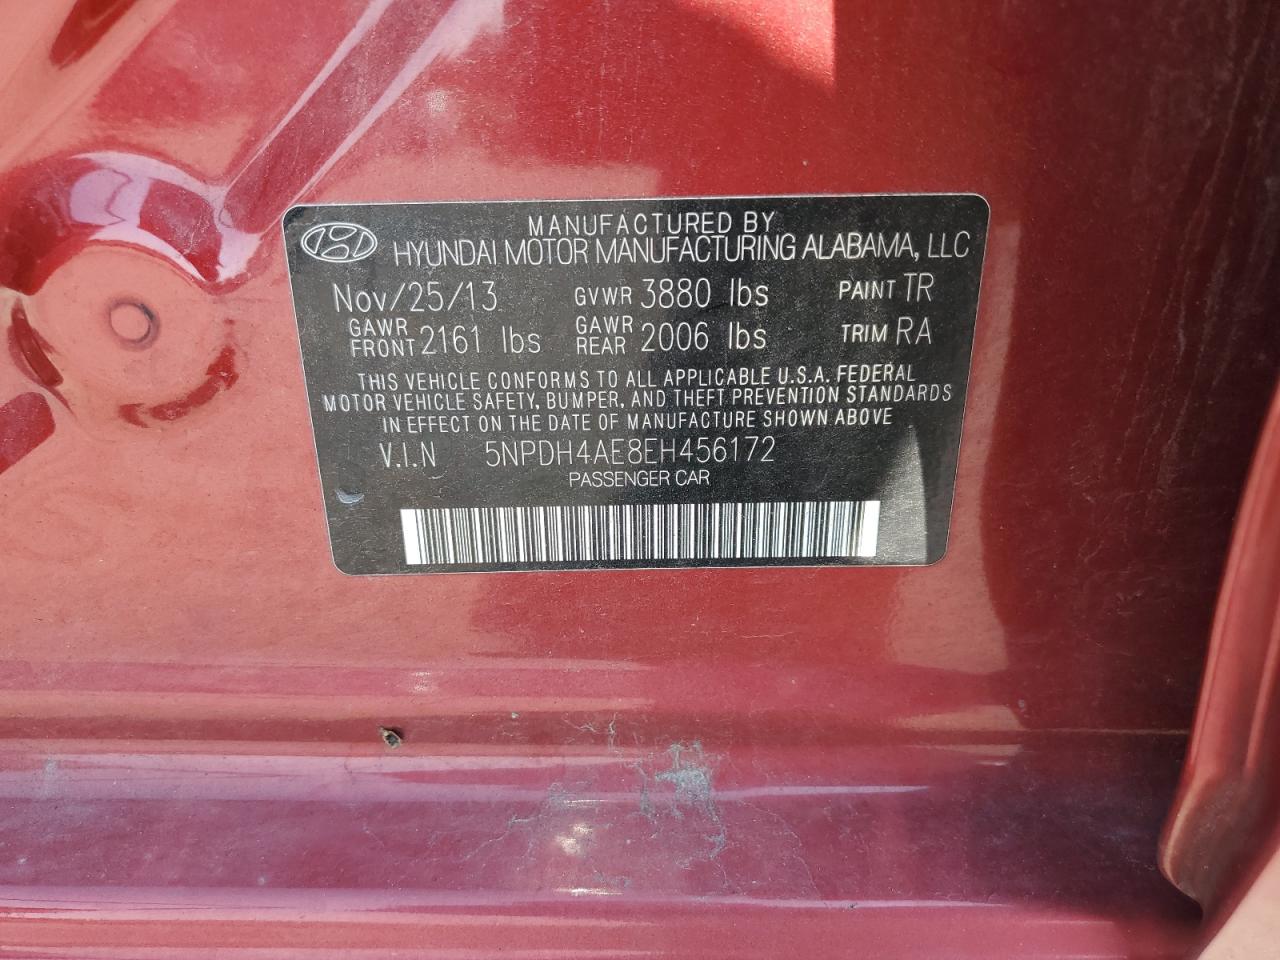 MANUFACTURED BY
HYUNDAI MOTOR MANUFACTURING ALABAMA, LLC
Nov/25/13 GVWR 3880 lbs PAINT TR
GAWR FRONT 2161 lbs GAWR REAR 2006 lbs TRIM RA
THIS VEHICLE CONFORMS TO ALL APPLICABLE U.S.A. FEDERAL
MOTOR VEHICLE SAFETY, BUMPER, AND THEFT PREVENTION STANDARDS
IN EFFECT ON THE DATE OF MANUFACTURE SHOWN ABOVE
V.I.N 5NPDH4AE8EH456172
PASSENGER CAR